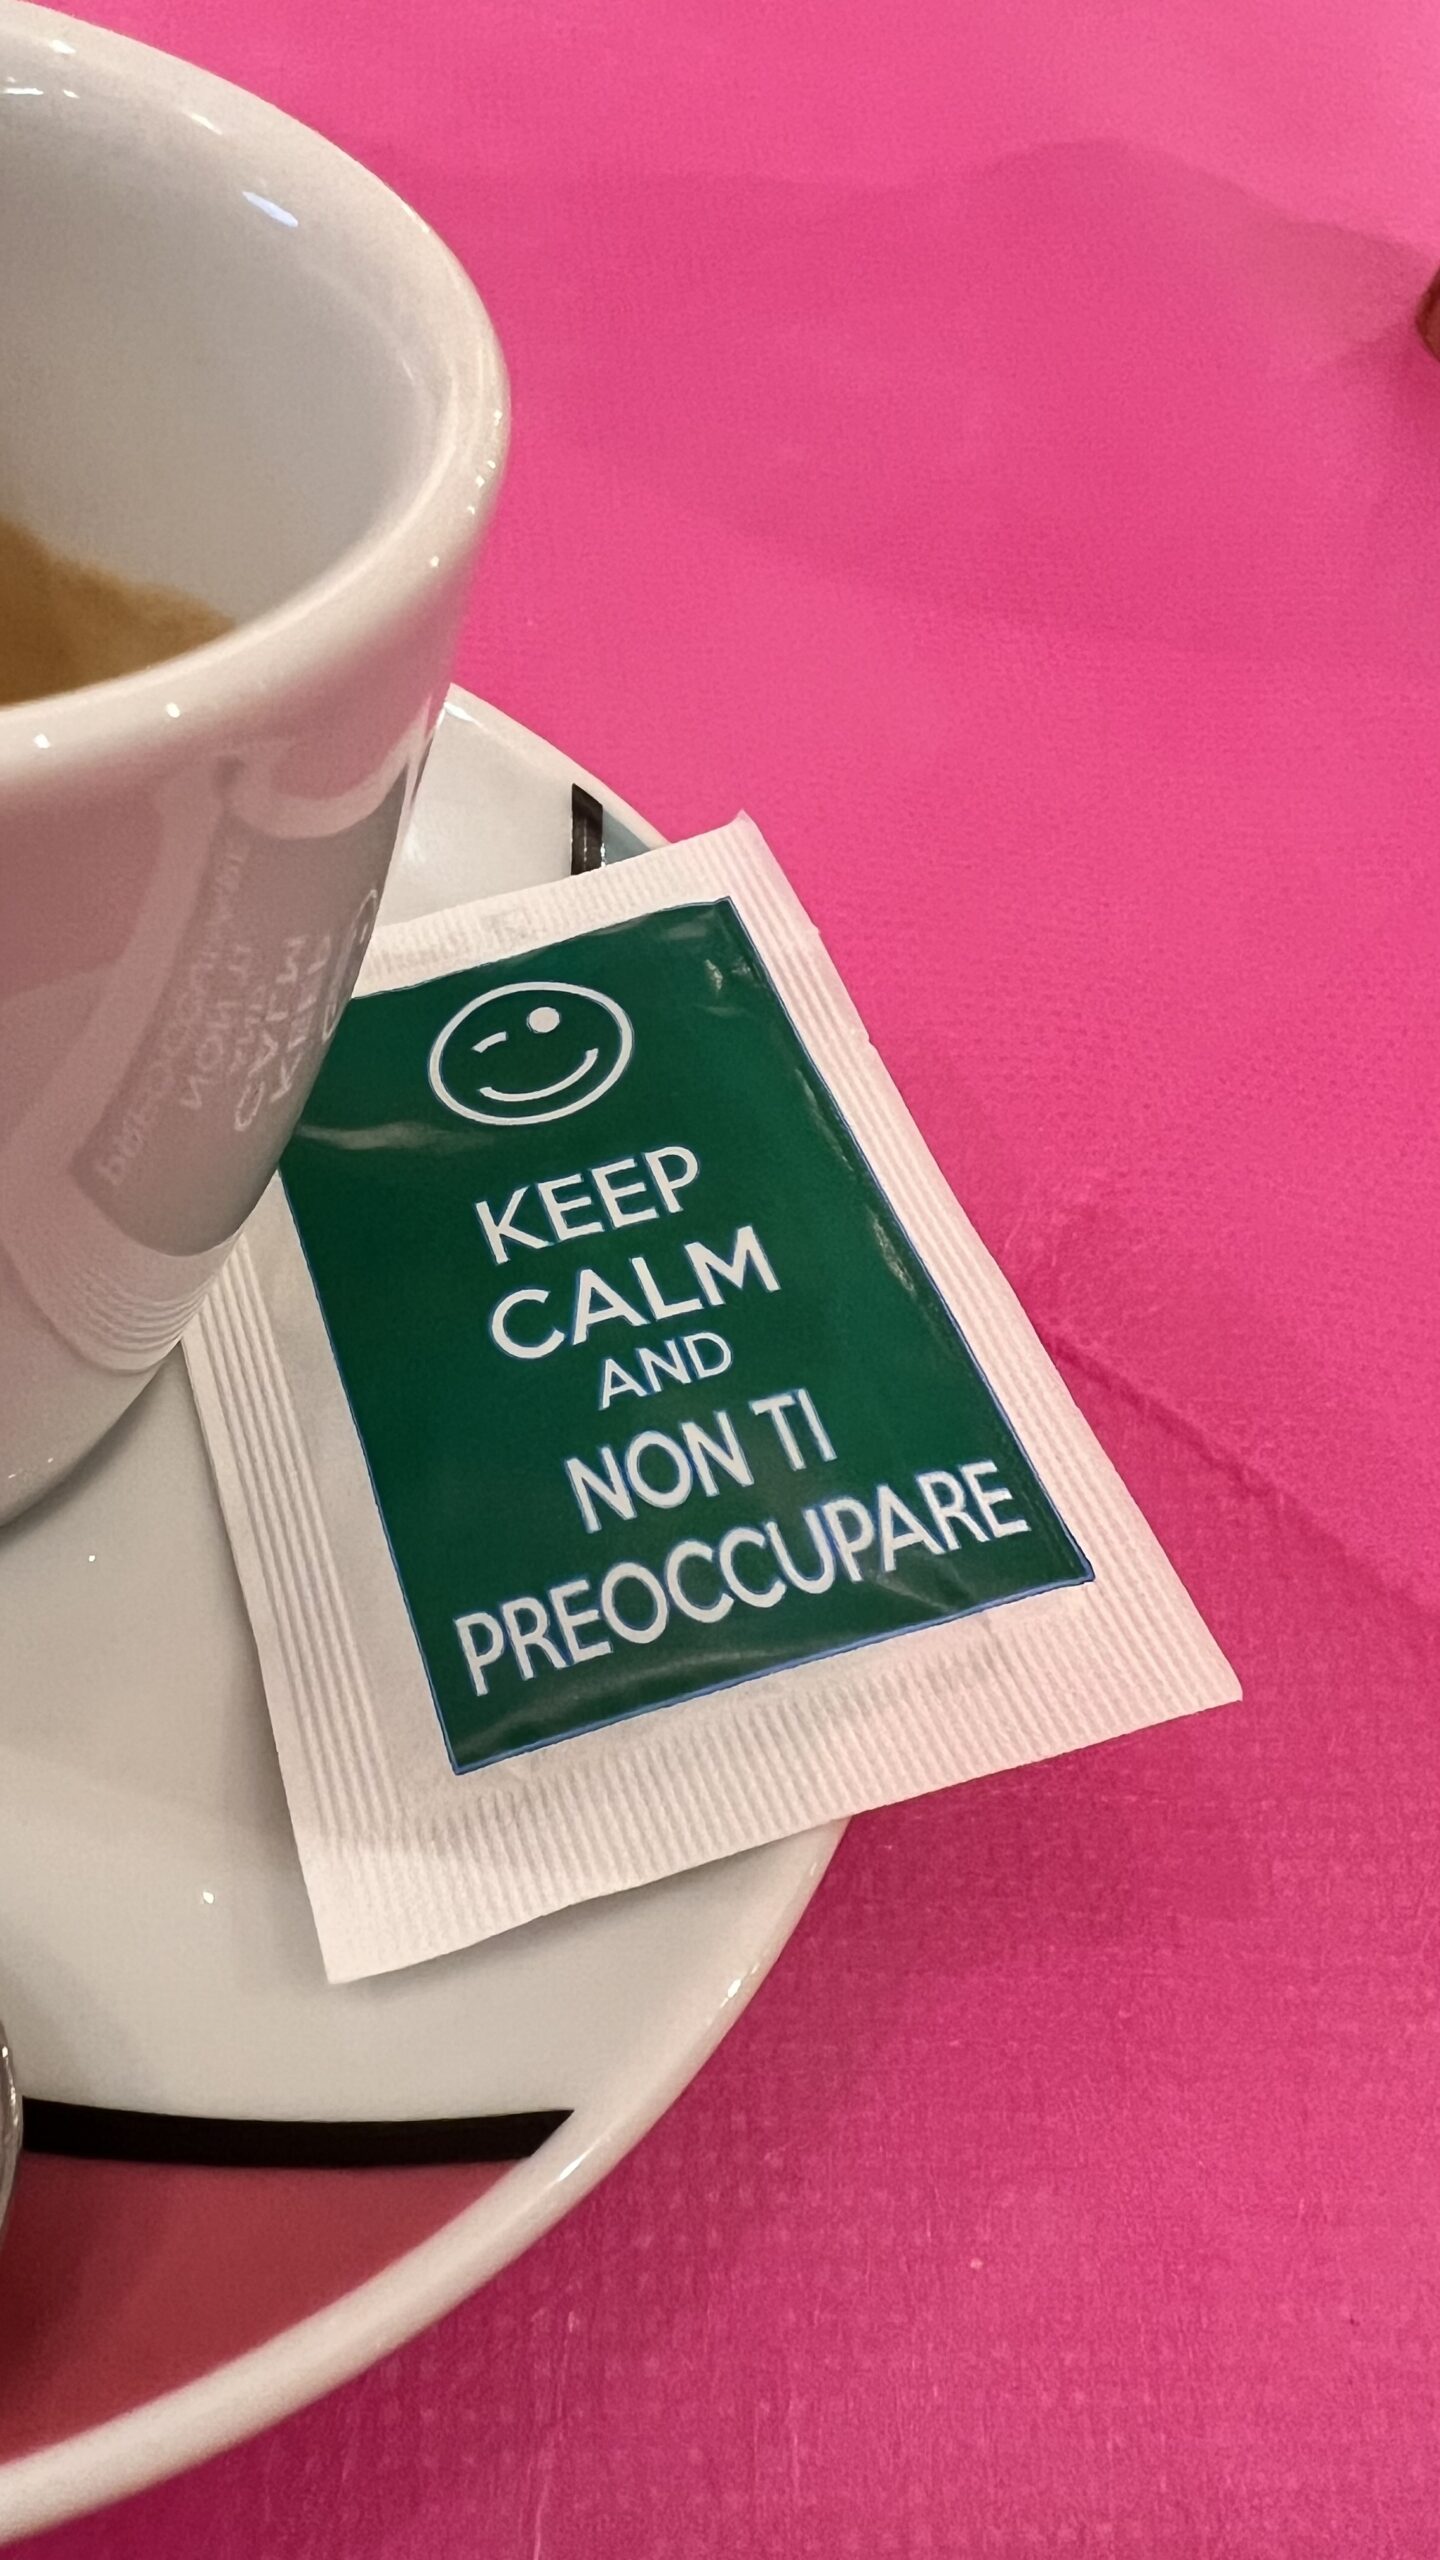 KEEP
CALM
AND
NON TI
PREOCCUPARE